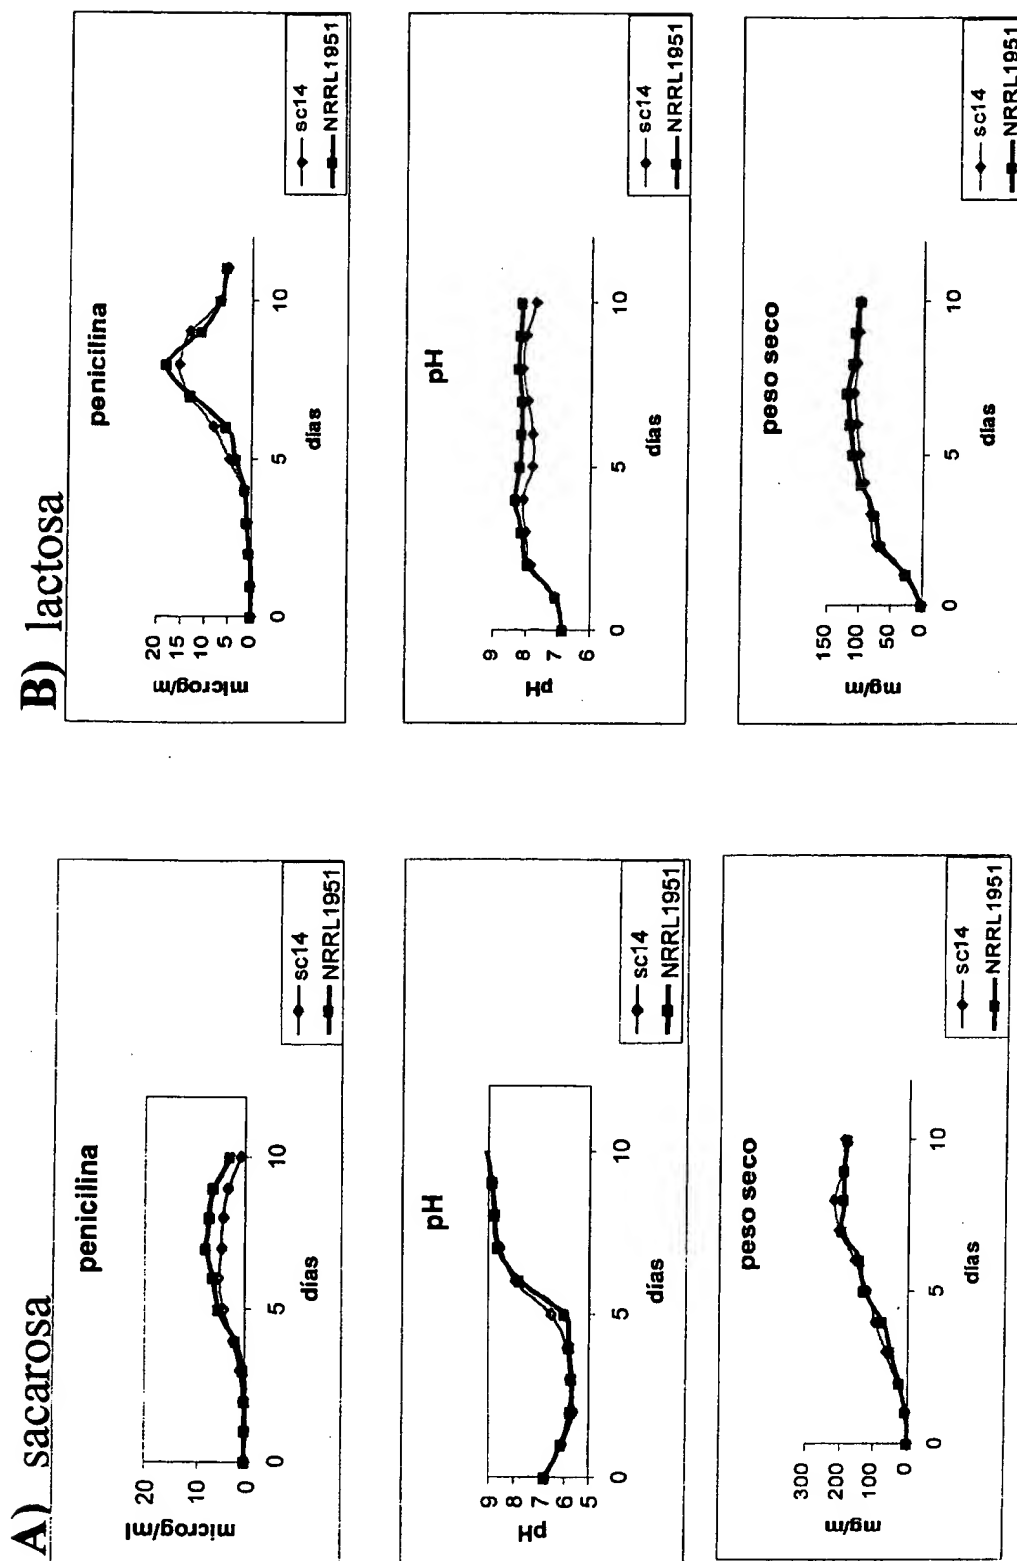 A) sacarosa
penicilina
microg/ml
20
10
0
0
5
10
días
sc14
NRRL1951
pH
pH
9
8
7
6
5
0
5
10
días
sc14
NRRL1951
peso seco
mg/m
300
200
100
0
0
5
10
días
sc14
NRRL1951
B) lactosa
penicilina
microg/m
20
15
10
5
0
0
5
10
días
sc14
NRRL1951
pH
pH
9
8
7
6
0
5
10
días
sc14
NRRL1951
peso seco
mg/m
150
100
50
0
0
5
10
días
sc14
NRRL1951